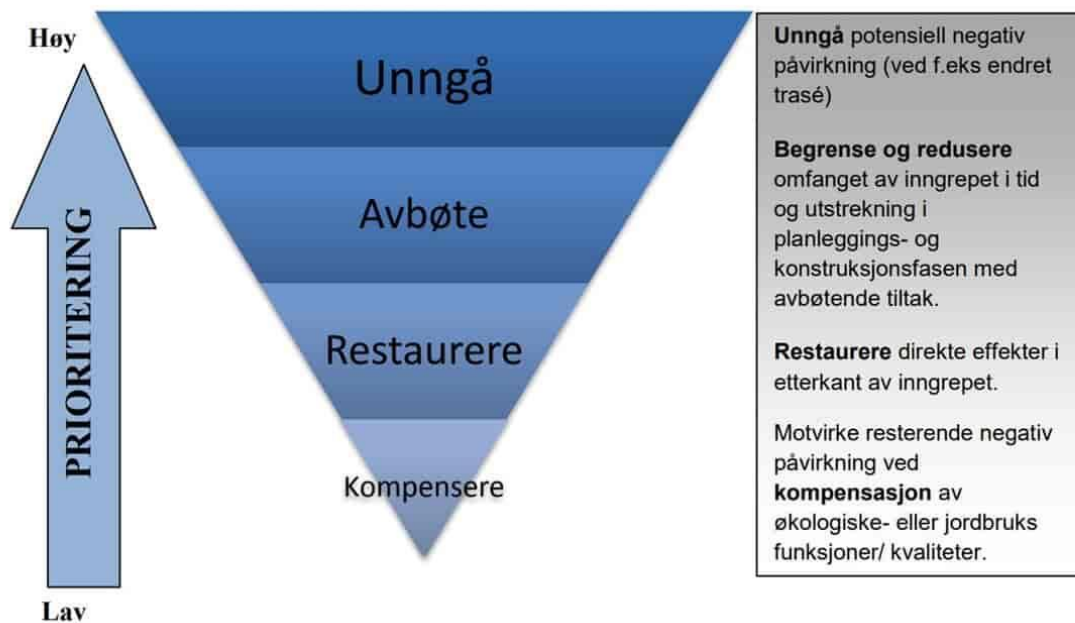 Høy
PRIORITERING
Lav
Unngå
Avbøte
Restaurere
Kompensere
Unngå potensiell negativ
påvirkning (ved f.eks endret
trasé)
Begrense og redusere
omfanget av inngrepet i tid
og utstrekning i
planleggings- og
konstruksjonsfasen med
avbøtende tiltak.
Restaurere direkte effekter i
etterkant av inngrepet.
Motvirke resterende negativ
påvirkning ved
kompensasjon av
økologiske- eller jordbruks
funksjoner/ kvaliteter.